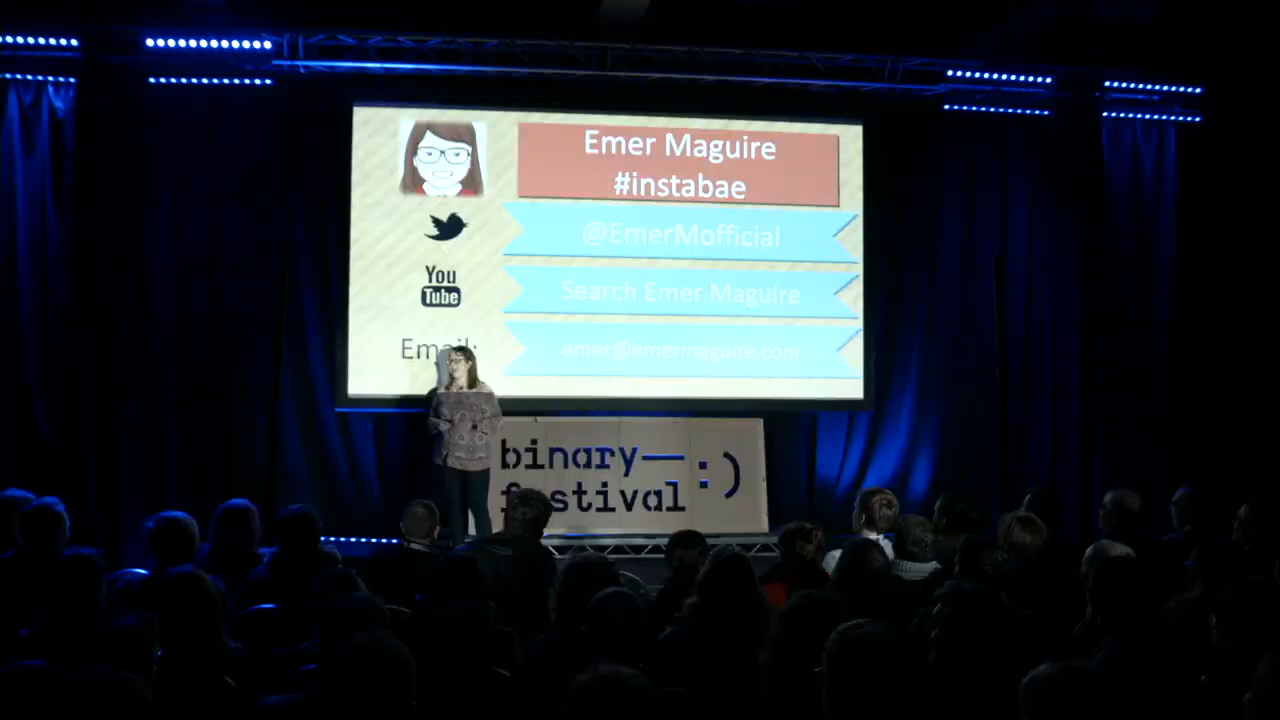 Emer Maguire
#instabae
@EmerMofficial
You
Tube
Search Emer Maguire
Email:
emer@emermaguire.com
binary
festival :)